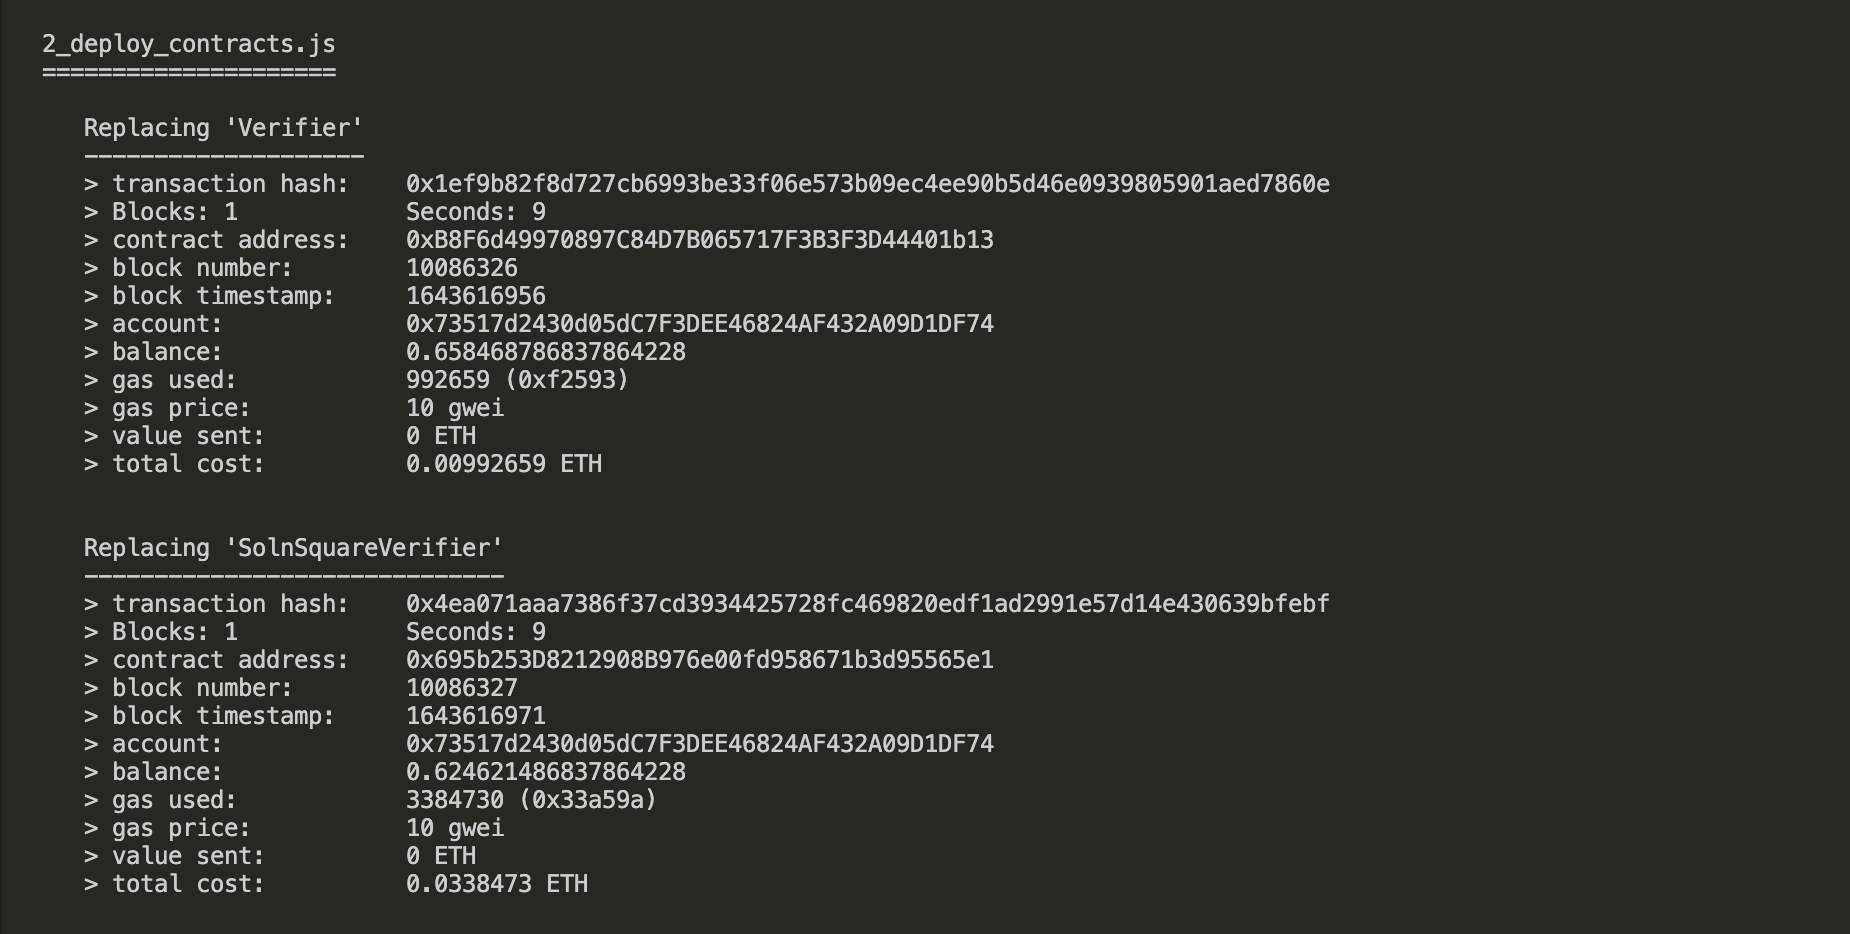 2_deploy_contracts.js
=====================
Replacing 'Verifier'
--------------------
> transaction hash:    0x1ef9b82f8d727cb6993be33f06e573b09ec4ee90b5d46e0939805901aed7860e
> Blocks: 1            Seconds: 9
> contract address:    0xB8F6d49970897C84D7B065717F3B3F3D44401b13
> block number:        10086326
> block timestamp:     1643616956
> account:             0x73517d2430d05dC7F3DEE46824AF432A09D1DF74
> balance:             0.658468786837864228
> gas used:            992659 (0xf2593)
> gas price:           10 gwei
> value sent:          0 ETH
> total cost:          0.00992659 ETH
Replacing 'SolnSquareVerifier'
------------------------------
> transaction hash:    0x4ea071aaa7386f37cd3934425728fc469820edf1ad2991e57d14e430639bfebf
> Blocks: 1            Seconds: 9
> contract address:    0x695b253D8212908B976e00fd958671b3d95565e1
> block number:        10086327
> block timestamp:     1643616971
> account:             0x73517d2430d05dC7F3DEE46824AF432A09D1DF74
> balance:             0.624621486837864228
> gas used:            3384730 (0x33a59a)
> gas price:           10 gwei
> value sent:          0 ETH
> total cost:          0.0338473 ETH